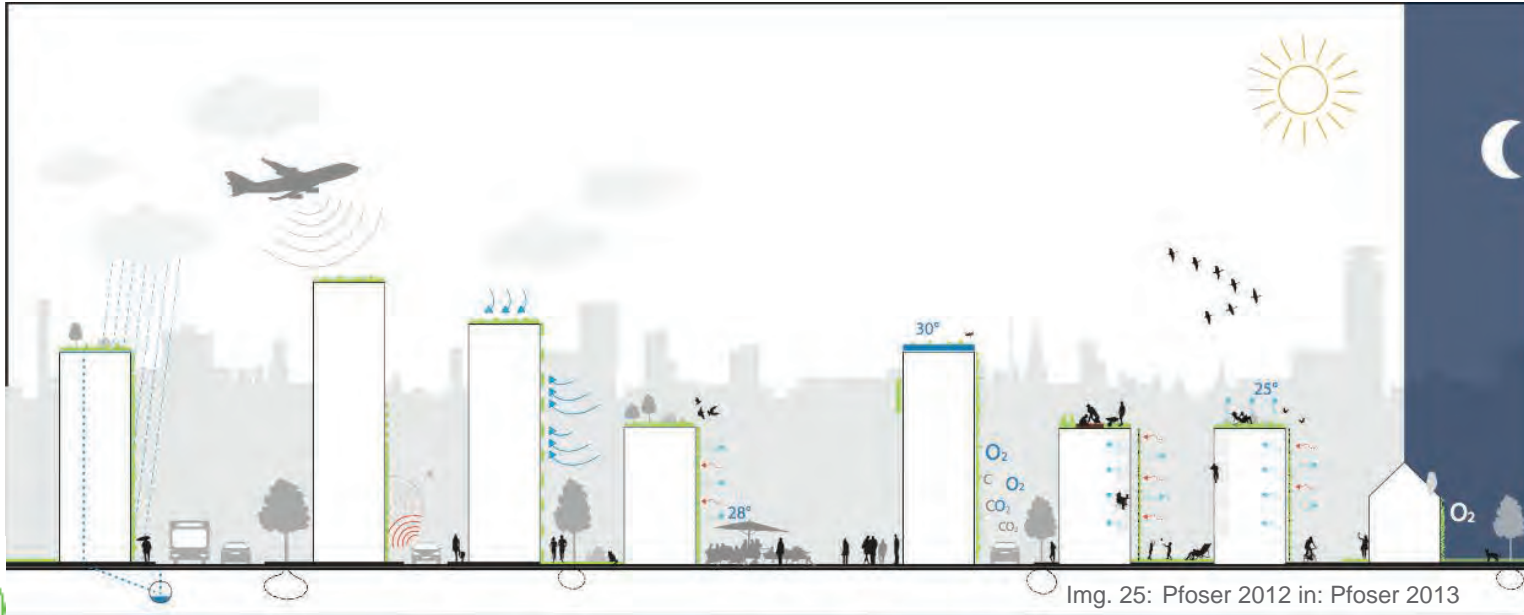 30°
25°
28°
O₂
C O₂
CO₂
CO₂
O₂
Img. 25: Pfoser 2012 in: Pfoser 2013